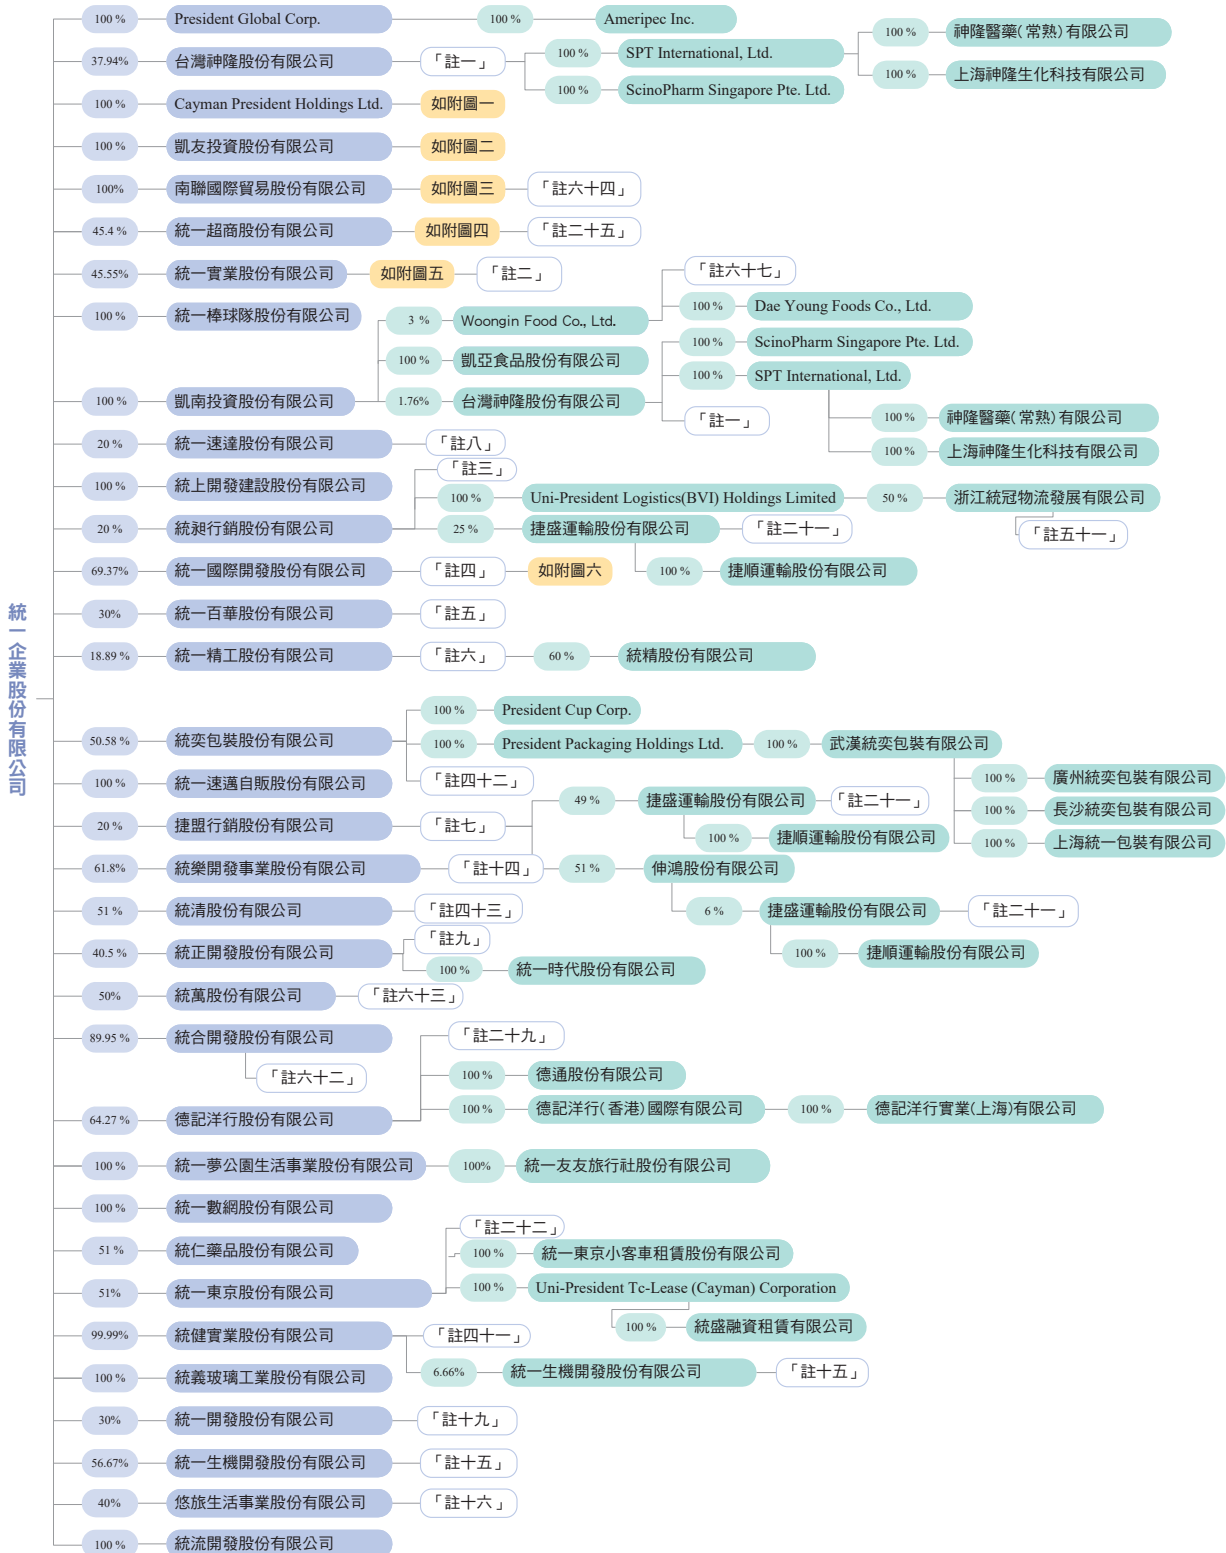 統一企業股份有限公司
100 % President Global Corp. 100 % Ameripec Inc.
37.94% 台灣神隆股份有限公司 「註一」 100 % SPT International, Ltd. 100 % 神隆醫藥(常熟)有限公司
100 % 上海神隆生化科技有限公司
100 % ScinoPharm Singapore Pte. Ltd.
100 % Cayman President Holdings Ltd. 如附圖一
100 % 凱友投資股份有限公司 如附圖二
100% 南聯國際貿易股份有限公司 如附圖三 「註六十四」
45.4 % 統一超商股份有限公司 如附圖四 「註二十五」
45.55% 統一實業股份有限公司 如附圖五 「註二」
100 % 統一棒球隊股份有限公司
100 % 凱南投資股份有限公司
3 % Woongin Food Co., Ltd. 「註六十七」
100 % Dae Young Foods Co., Ltd.
100 % 凱亞食品股份有限公司
1.76% 台灣神隆股份有限公司
100 % ScinoPharm Singapore Pte. Ltd.
100 % SPT International, Ltd.
「註一」
100 % 神隆醫藥(常熟)有限公司
100 % 上海神隆生化科技有限公司
20 % 統一速達股份有限公司 「註八」
100 % 統上開發建設股份有限公司
20 % 統昶行銷股份有限公司
「註三」
100 % Uni-President Logistics(BVI) Holdings Limited 50 % 浙江統冠物流發展有限公司
「註五十一」
25 % 捷盛運輸股份有限公司 「註二十一」
100 % 捷順運輸股份有限公司
69.37% 統一國際開發股份有限公司 「註四」 如附圖六
30% 統一百華股份有限公司 「註五」
18.89 % 統一精工股份有限公司 「註六」 60 % 統精股份有限公司
50.58 % 統奕包裝股份有限公司
100 % President Cup Corp.
100 % President Packaging Holdings Ltd. 100 % 武漢統奕包裝有限公司
「註四十二」
100 % 廣州統奕包裝有限公司
100 % 長沙統奕包裝有限公司
100 % 上海統一包裝有限公司
100 % 統一速邁自販股份有限公司
20 % 捷盟行銷股份有限公司 「註七」
49 % 捷盛運輸股份有限公司 「註二十一」
100 % 捷順運輸股份有限公司
61.8% 統樂開發事業股份有限公司 「註十四」 51 % 伸鴻股份有限公司
6 % 捷盛運輸股份有限公司 「註二十一」
100 % 捷順運輸股份有限公司
51 % 統清股份有限公司 「註四十三」
40.5 % 統正開發股份有限公司 「註九」
100 % 統一時代股份有限公司
50% 統萬股份有限公司 「註六十三」
89.95 % 統合開發股份有限公司
「註六十二」
64.27 % 德記洋行股份有限公司
「註二十九」
100 % 德通股份有限公司
100 % 德記洋行(香港)國際有限公司 100 % 德記洋行實業(上海)有限公司
100 % 統一夢公園生活事業股份有限公司 100% 統一友友旅行社股份有限公司
100 % 統一數網股份有限公司
51 % 統仁藥品股份有限公司
51% 統一東京股份有限公司
「註二十二」
100 % 統一東京小客車租賃股份有限公司
100 % Uni-President Tc-Lease (Cayman) Corporation
100 % 統盛融資租賃有限公司
99.99% 統健實業股份有限公司 「註四十一」
6.66% 統一生機開發股份有限公司 「註十五」
100 % 統義玻璃工業股份有限公司
30% 統一開發股份有限公司 「註十九」
56.67% 統一生機開發股份有限公司 「註十五」
40% 悠旅生活事業股份有限公司 「註十六」
100 % 統流開發股份有限公司